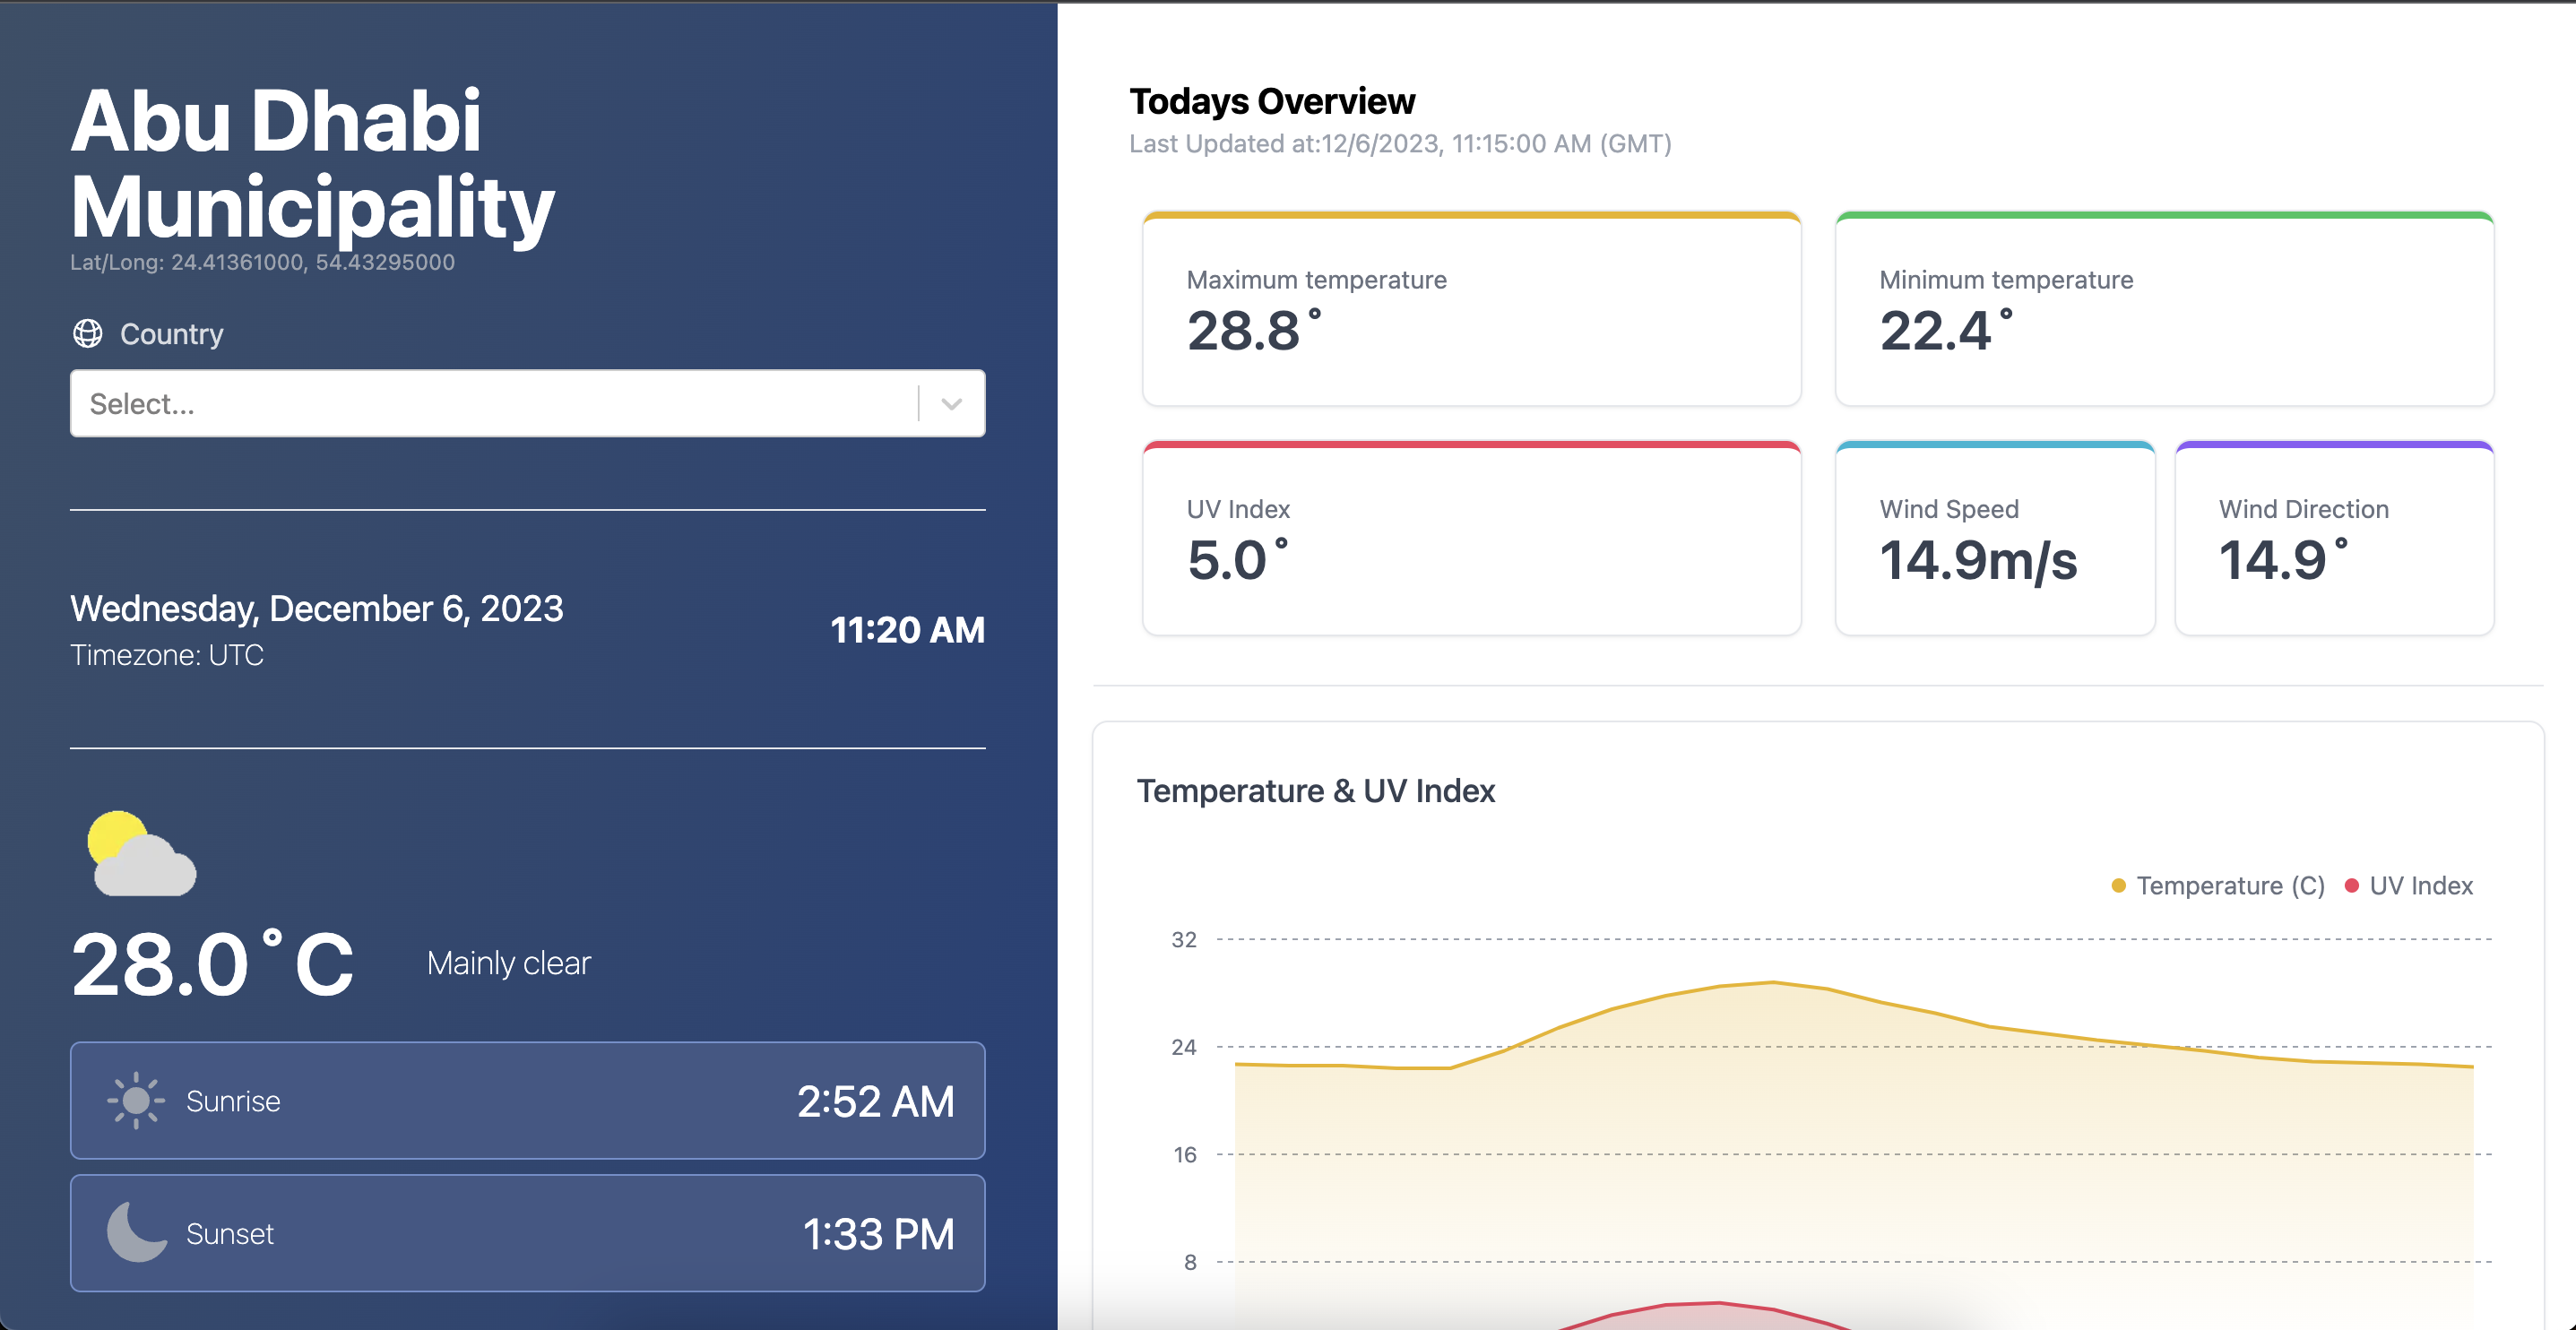 Abu Dhabi
Municipality
Lat/Long: 24.41361000, 54.43295000
Country
Select...
Wednesday, December 6, 2023
Timezone: UTC
11:20 AM
28.0°C
Mainly clear
Sunrise
2:52 AM
Sunset
1:33 PM
Todays Overview
Last Updated at:12/6/2023, 11:15:00 AM (GMT)
Maximum temperature
28.8°
Minimum temperature
22.4°
UV Index
5.0°
Wind Speed
14.9m/s
Wind Direction
14.9°
Temperature & UV Index
Temperature (C)
UV Index
32
24
16
8